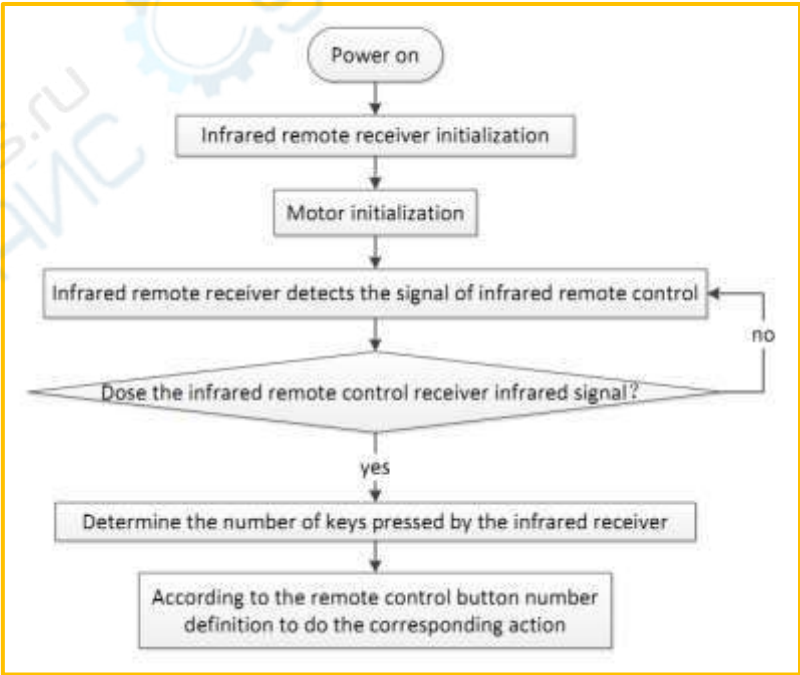 Power on
Infrared remote receiver initialization
Motor initialization
Infrared remote receiver detects the signal of infrared remote control
no
Dose the infrared remote control receiver infrared signal?
yes
Determine the number of keys pressed by the infrared receiver
According to the remote control button number
definition to do the corresponding action